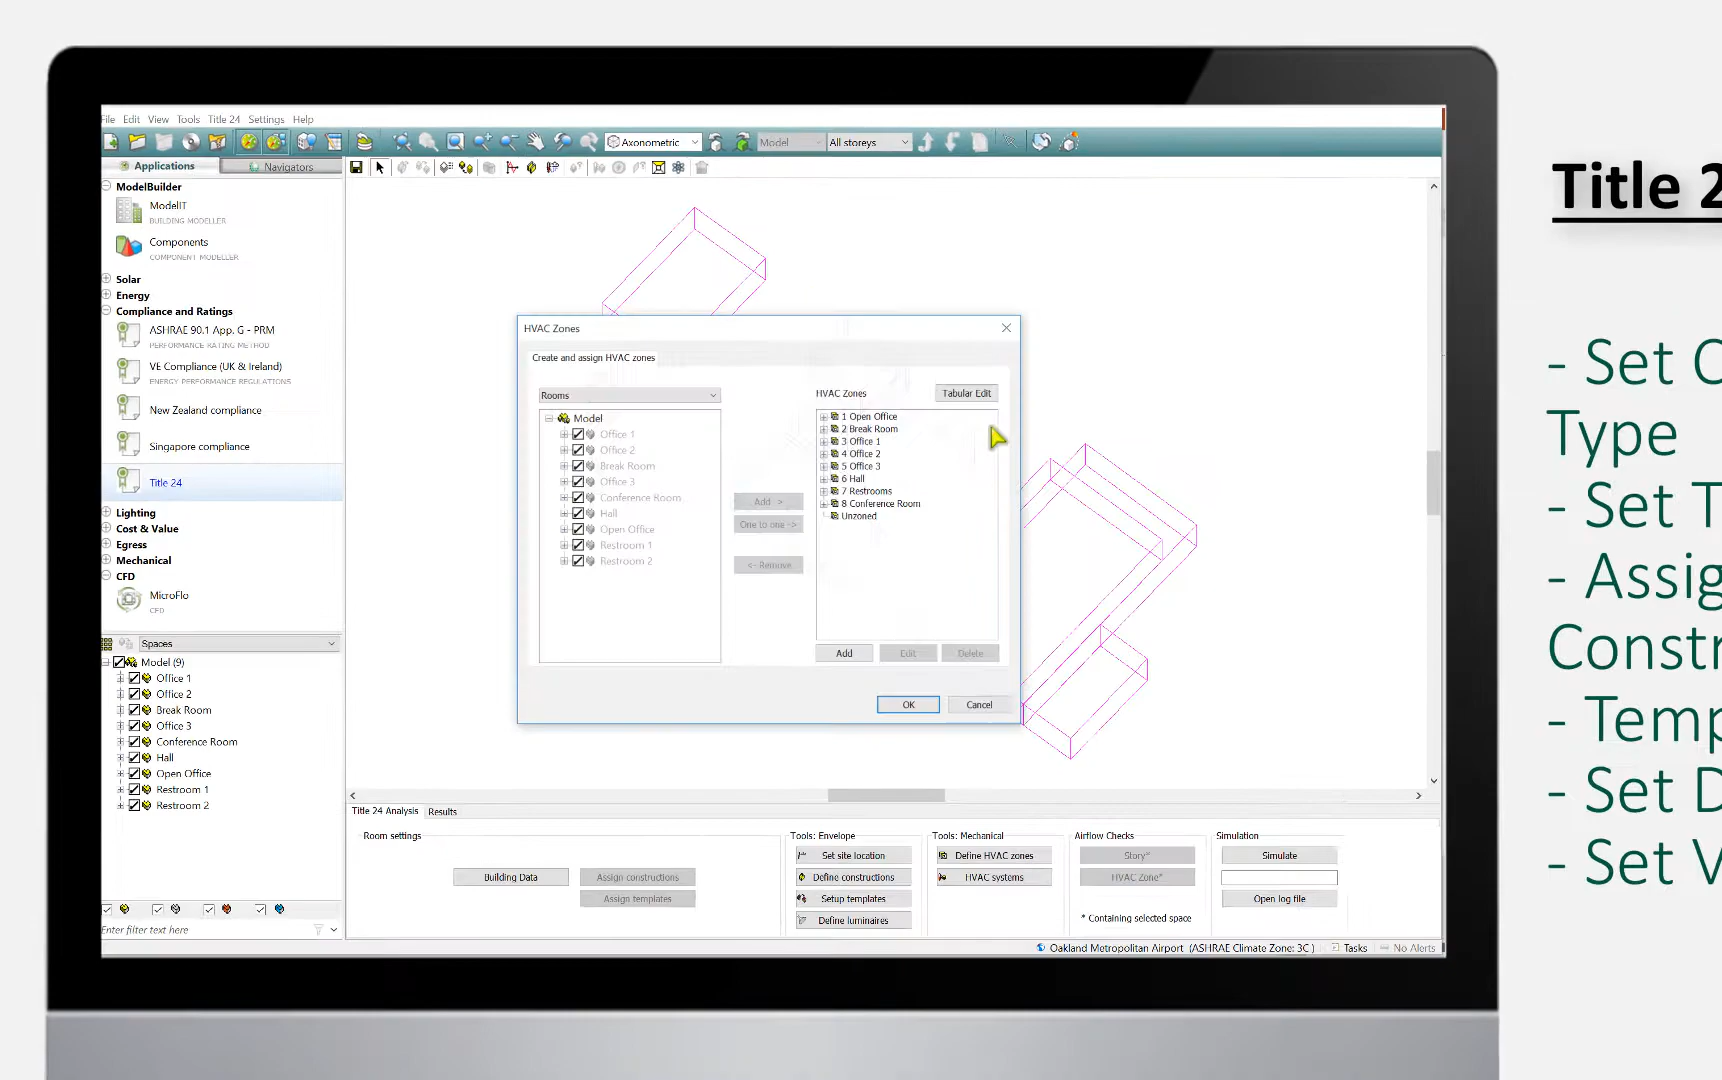 File Edit View Tools Title 24 Settings Help
Axonometric
Model
All storeys
Applications
Navigators
ModelBuilder
ModelIT
BUILDING MODELLER
Components
COMPONENT MODELLER
Solar
Energy
Compliance and Ratings
ASHRAE 90.1 App. G - PRM
PERFORMANCE RATING METHOD
VE Compliance (UK & Ireland)
ENERGY PERFORMANCE REGULATIONS
New Zealand compliance
Singapore compliance
Title 24
Lighting
Cost & Value
Egress
Mechanical
CFD
MicroFlo
CFD
Spaces
Model (9)
Office 1
Office 2
Break Room
Office 3
Conference Room
Hall
Open Office
Restroom 1
Restroom 2
Enter filter text here
HVAC Zones
Create and assign HVAC zones
Rooms
Model
Office 1
Office 2
Break Room
Office 3
Conference Room
Hall
Open Office
Restroom 1
Restroom 2
Add >
One to one ->
<- Remove
HVAC Zones
Tabular Edit
1 Open Office
2 Break Room
3 Office 1
4 Office 2
5 Office 3
6 Hall
7 Restrooms
8 Conference Room
Unzoned
Add
Edit
Delete
OK
Cancel
Title 24 Analysis
Results
Room settings
Building Data
Assign constructions
Assign templates
Tools: Envelope
Set site location
Define constructions
Setup templates
Define luminaires
Tools: Mechanical
Define HVAC zones
HVAC systems
Airflow Checks
Story*
HVAC Zone*
* Containing selected space
Simulation
Simulate
Open log file
Oakland Metropolitan Airport (ASHRAE Climate Zone: 3C )
Tasks
No Alerts
Title 2
- Set
Type
- Set T
- Assig
Constr
- Temp
- Set D
- Set V